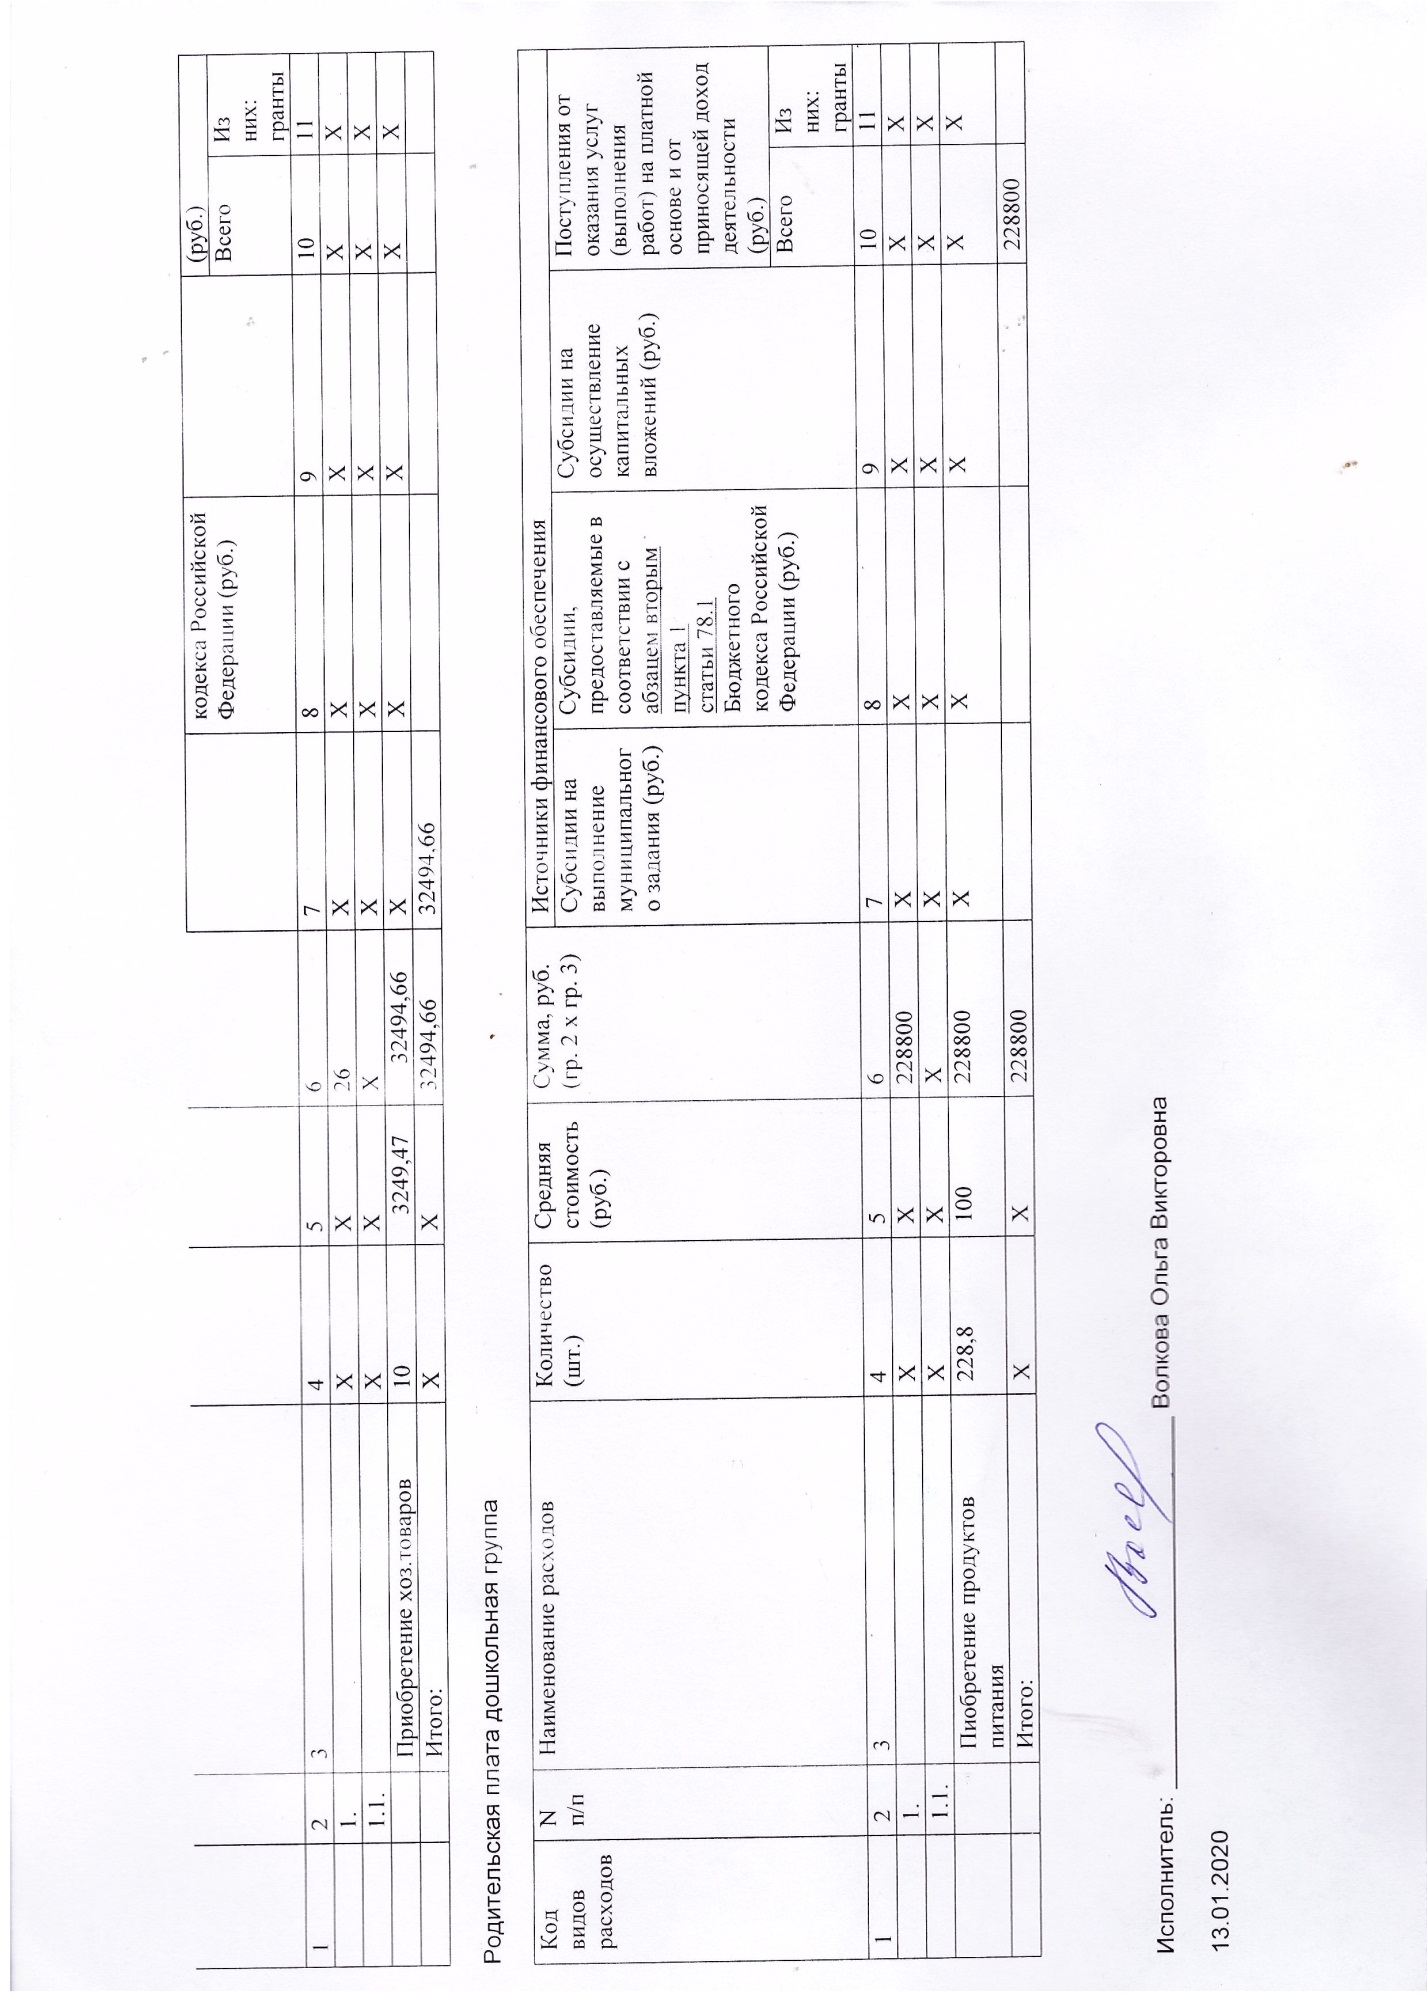 кодекса Российской
Федерации (руб.)
(руб.)
Всего
Из
них:
гранты
1 2 3 4 5 6 7 8 9 10 11
1. X X 26 X X X X X
1.1. X X X X X X X X
Приобретение хоз.товаров 10 3249,47 32494,66 X X X X X
Итого: X X 32494,66 32494,66
Родительская плата дошкольная группа
Код
видов
расходов
N
п/п
Наименование расходов
Количество
(шт.)
Средняя
стоимость
(руб.)
Сумма, руб.
(гр. 2 х гр. 3)
Источники финансового обеспечения
Субсидии на
выполнение
муниципальног
о задания (руб.)
Субсидии,
предоставляемые в
соответствии с
абзацем вторым
пункта 1
статьи 78.1
Бюджетного
кодекса Российской
Федерации (руб.)
Субсидии на
осуществление
капитальных
вложений (руб.)
Поступления от
оказания услуг
(выполнения
работ) на платной
основе и от
приносящей доход
деятельности
(руб.)
Всего
Из
них:
гранты
1 2 3 4 5 6 7 8 9 10 11
1. X X 228800 X X X X X
1.1. X X X X X X X X
Пиобретение продуктов
питания
228,8 100 228800 X X X X X
Итого: X X 228800 228800
Исполнитель: Волкова Ольга Викторовна
13.01.2020